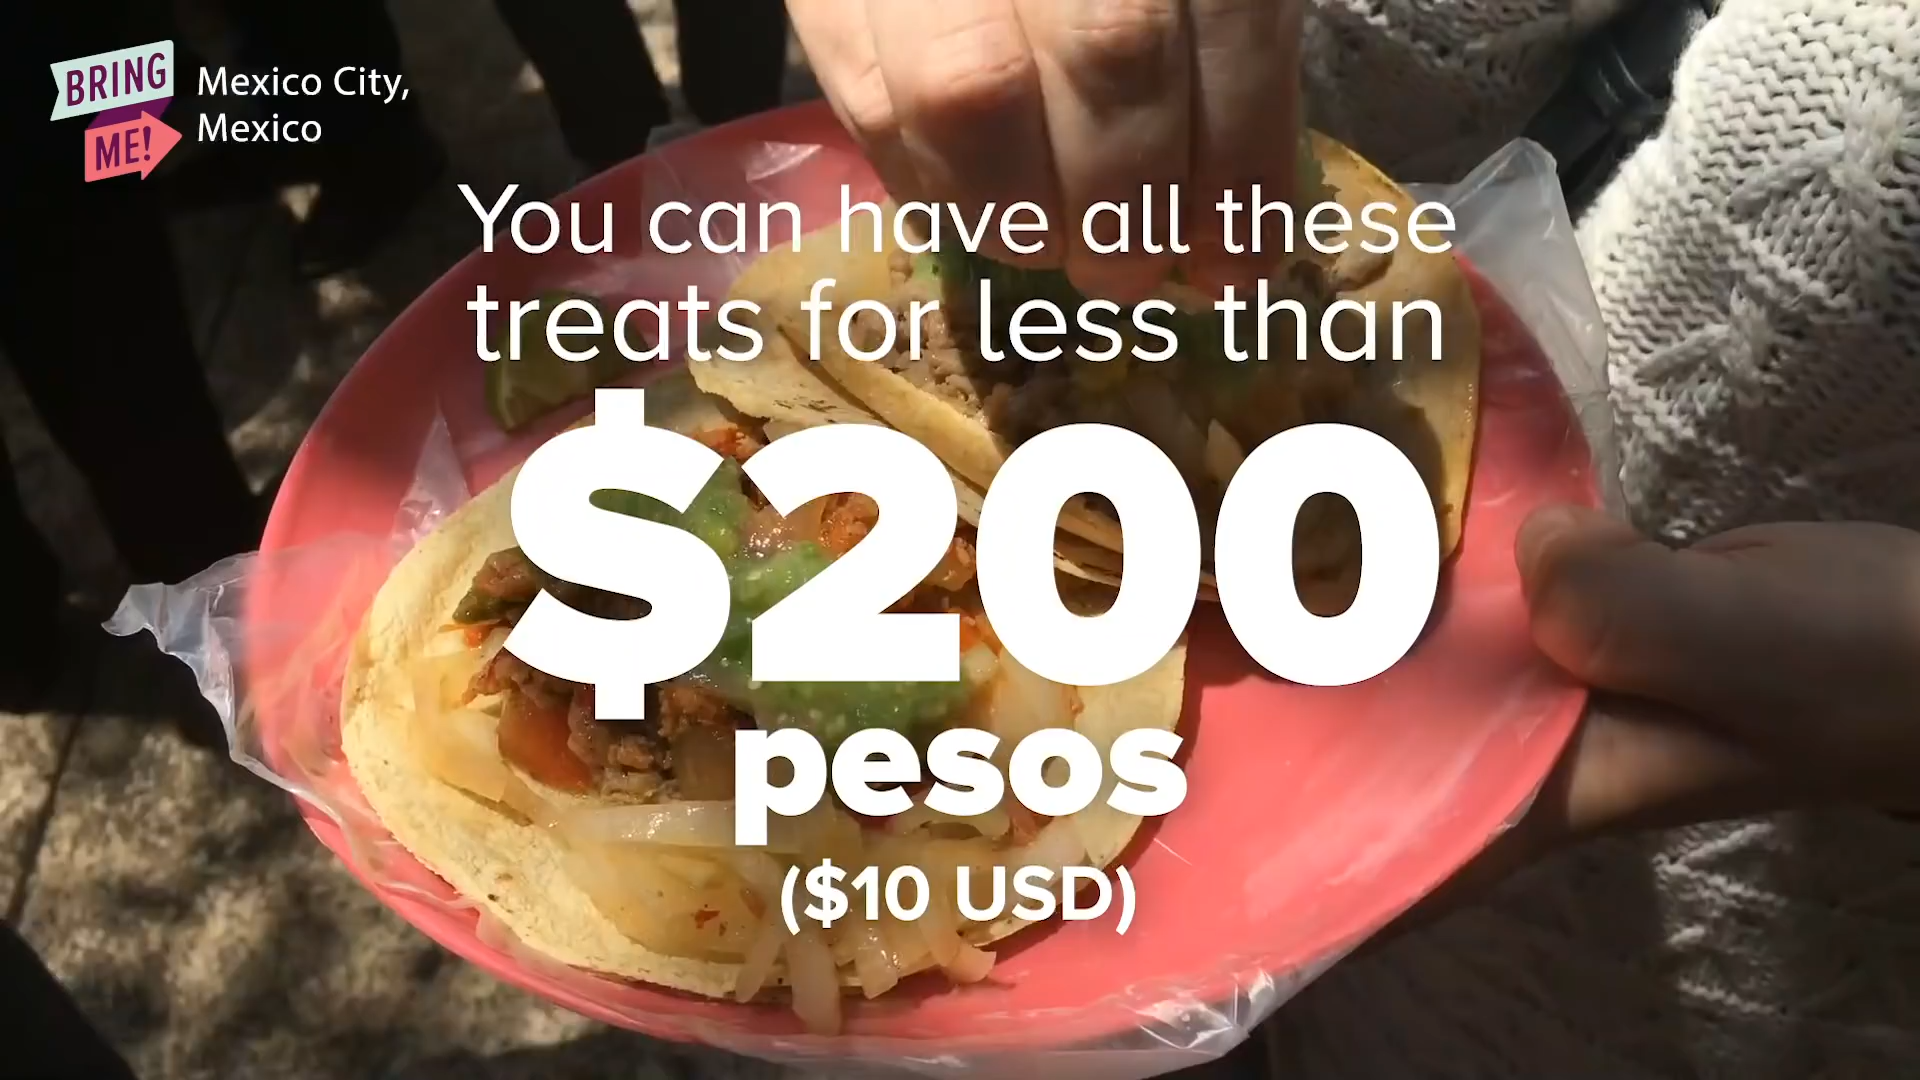 BRING
ME!
Mexico City,
Mexico
You can have all these
treats for less than
$200
pesos
($10 USD)